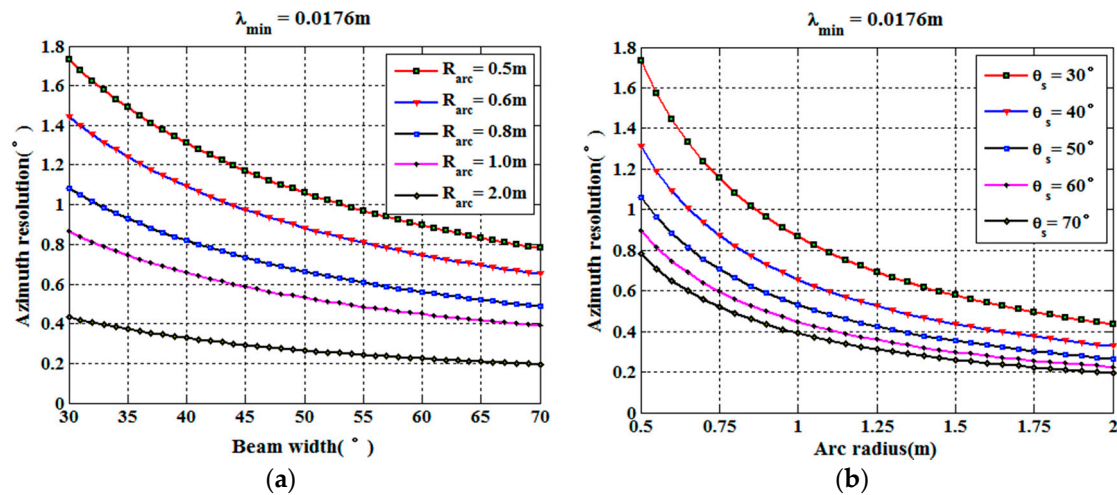 λmin = 0.0176m
Azimuth resolution(°)
1.8
1.6
1.4
1.2
1
0.8
0.6
0.4
0.2
0
30 35 40 45 50 55 60 65 70
Beam width(°)
Rarc = 0.5m
Rarc = 0.6m
Rarc = 0.8m
Rarc = 1.0m
Rarc = 2.0m
(a)
λmin = 0.0176m
Azimuth resolution(°)
1.8
1.6
1.4
1.2
1
0.8
0.6
0.4
0.2
0
0.5 0.75 1 1.25 1.5 1.75 2
Arc radius(m)
θs = 30°
θs = 40°
θs = 50°
θs = 60°
θs = 70°
(b)